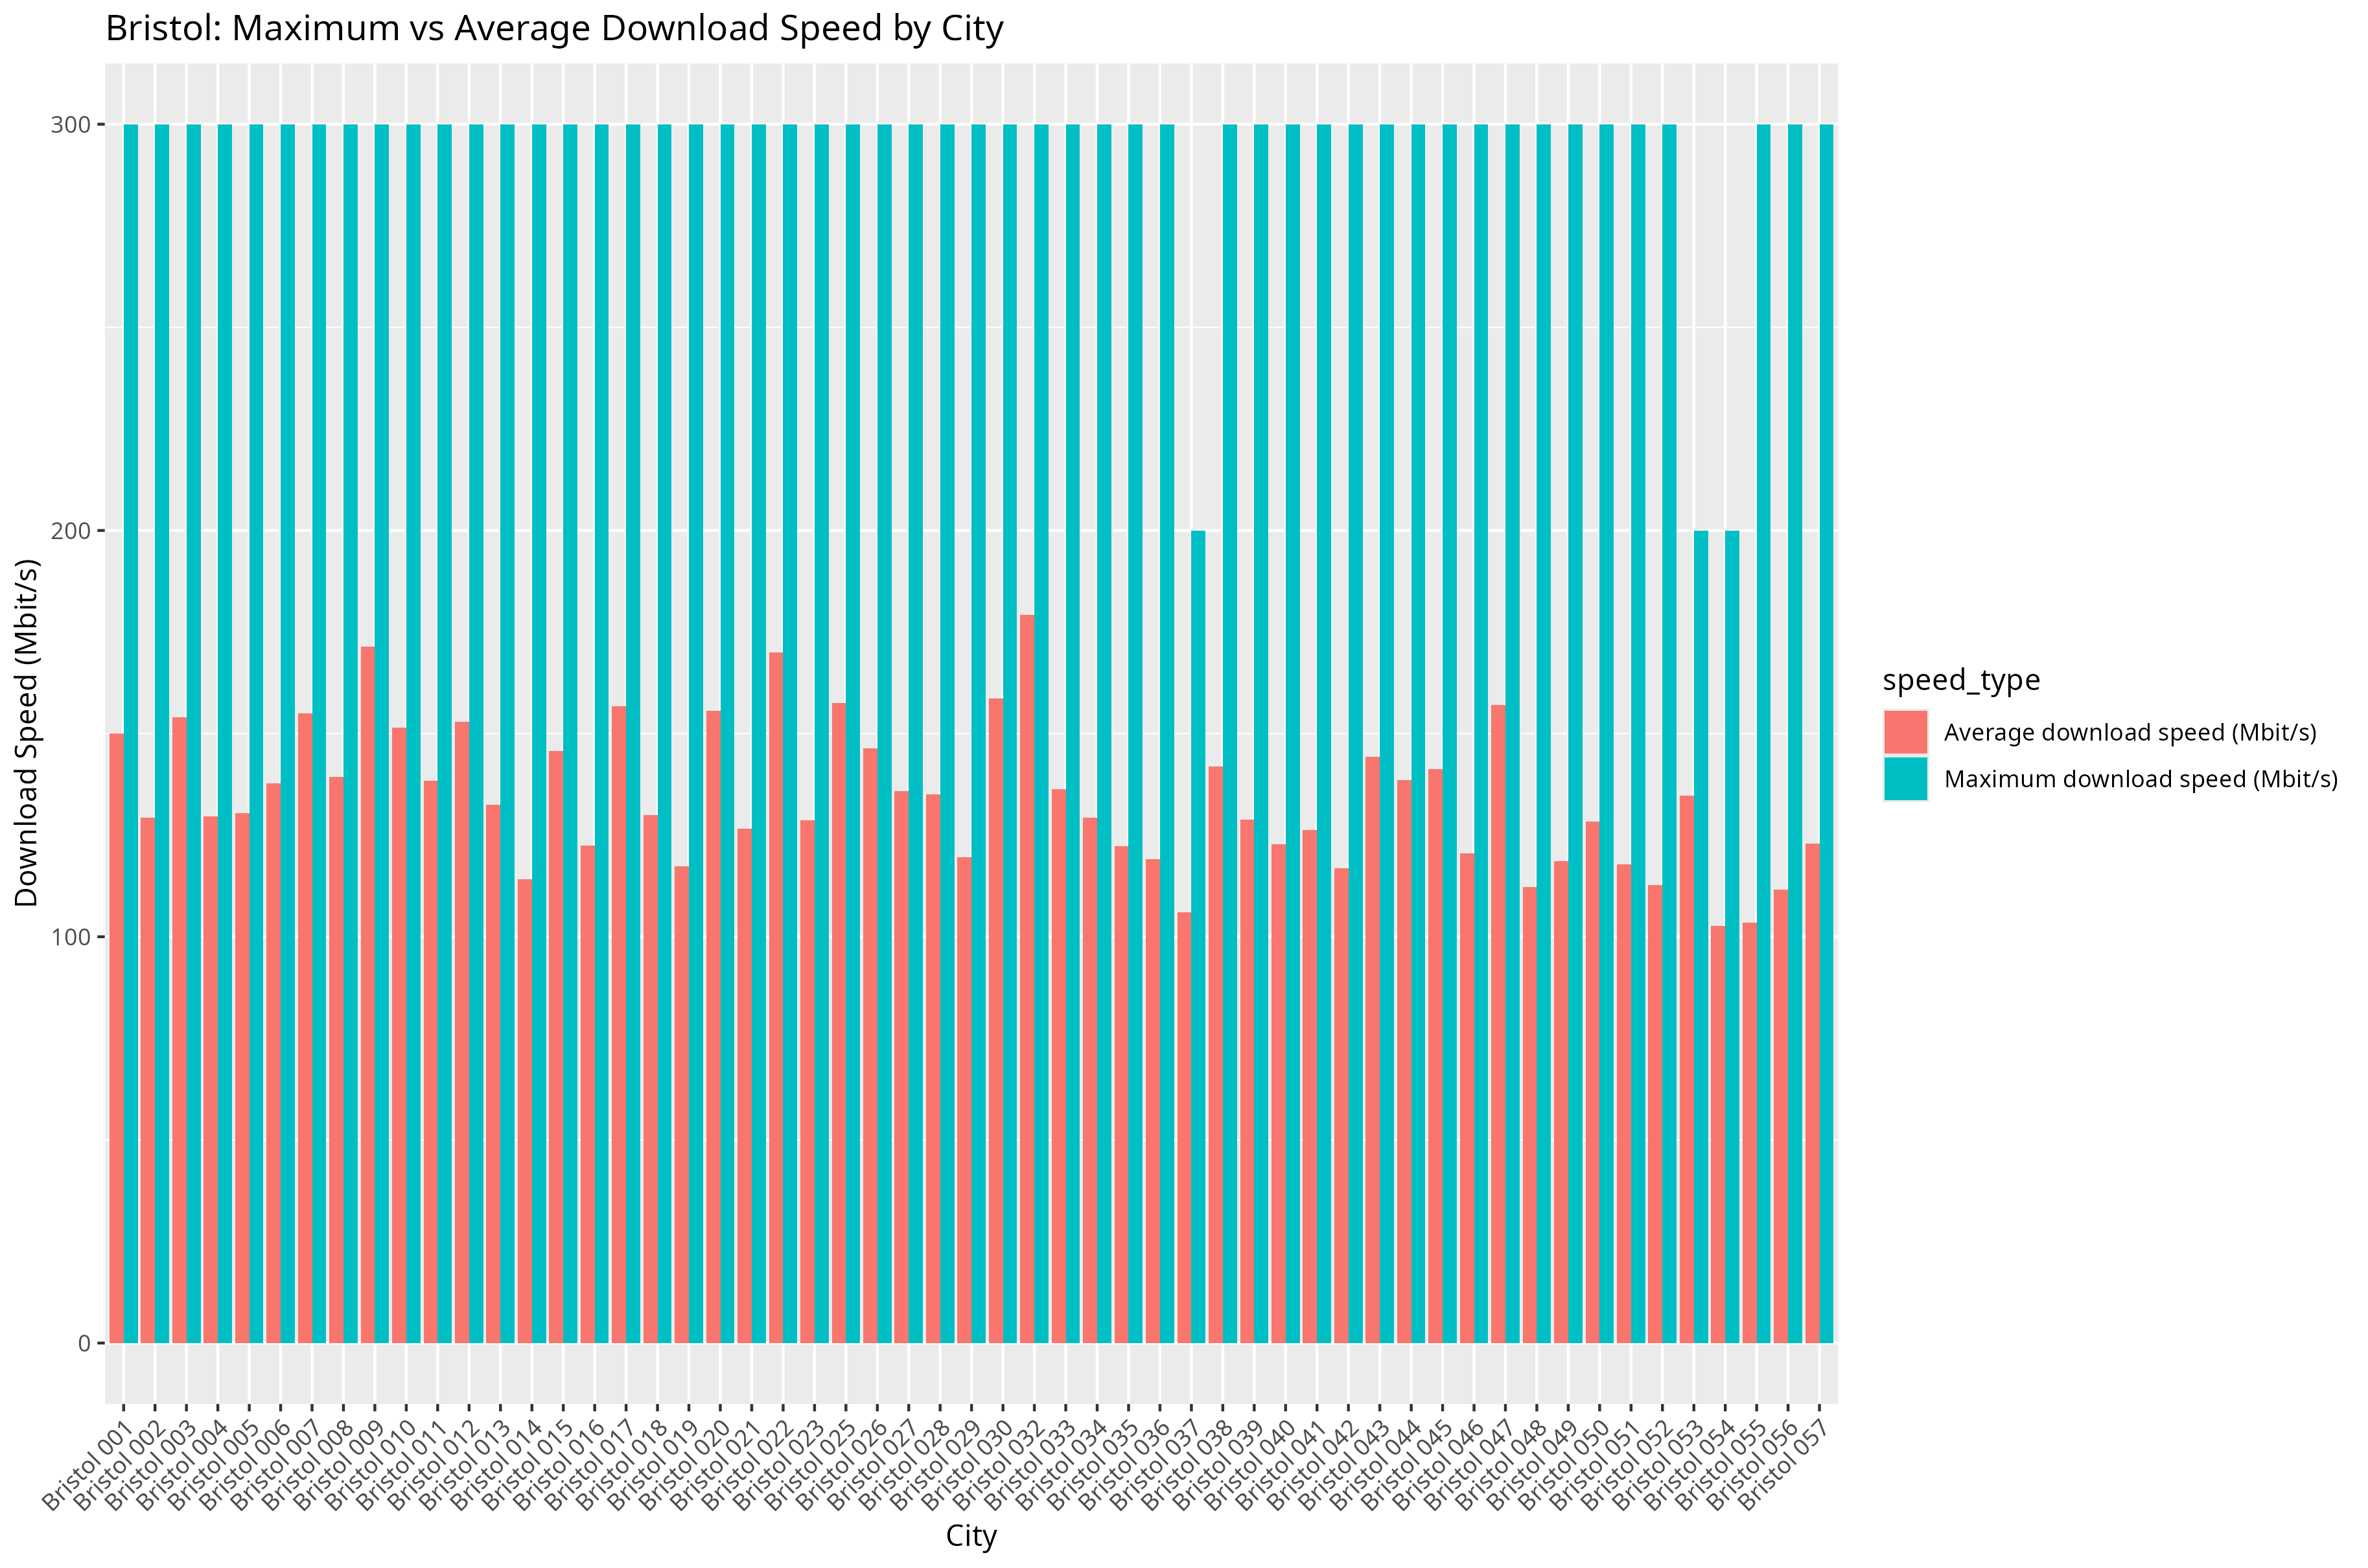 Bristol: Maximum vs Average Download Speed by City
Download Speed (Mbit/s)
300
200
100
0
Bristol 001
Bristol 002
Bristol 003
Bristol 004
Bristol 005
Bristol 006
Bristol 007
Bristol 008
Bristol 009
Bristol 010
Bristol 011
Bristol 012
Bristol 013
Bristol 014
Bristol 015
Bristol 016
Bristol 017
Bristol 018
Bristol 019
Bristol 020
Bristol 021
Bristol 022
Bristol 023
Bristol 025
Bristol 026
Bristol 027
Bristol 028
Bristol 029
Bristol 030
Bristol 032
Bristol 033
Bristol 034
Bristol 035
Bristol 036
Bristol 037
Bristol 038
Bristol 039
Bristol 040
Bristol 041
Bristol 042
Bristol 043
Bristol 044
Bristol 045
Bristol 046
Bristol 047
Bristol 048
Bristol 049
Bristol 050
Bristol 051
Bristol 052
Bristol 053
Bristol 054
Bristol 055
Bristol 056
Bristol 057
City
speed_type
Average download speed (Mbit/s)
Maximum download speed (Mbit/s)